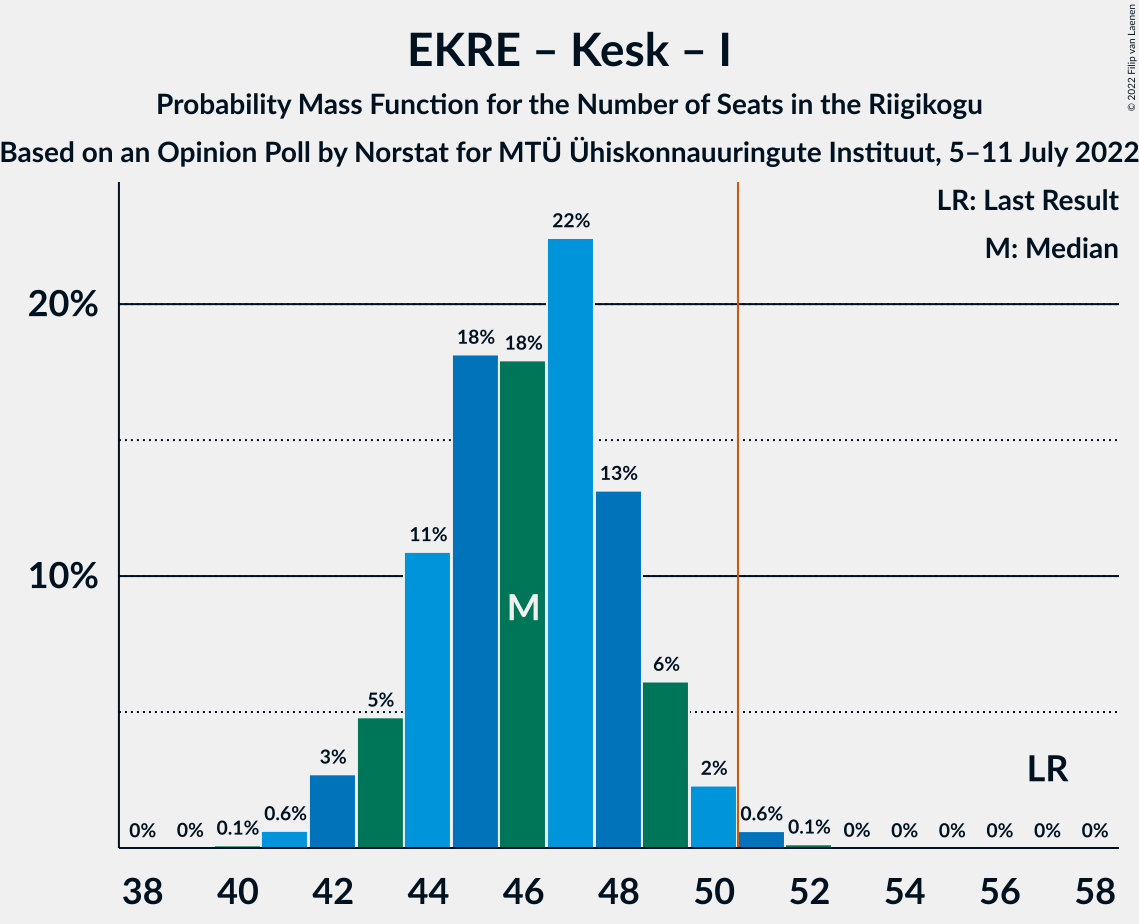 EKRE – Kesk – I
Probability Mass Function for the Number of Seats in the Riigikogu
Based on an Opinion Poll by Norstat for MTÜ Ühiskonnauuringute Instituut, 5–11 July 2022
© 2022 Filip van Laenen
LR: Last Result
M: Median
20%
10%
0% 0% 0.1% 0.6% 3% 5% 11% 18% 18% 22% 13% 6% 2% 0.6% 0.1% 0% 0% 0% 0% 0% 0%
M
LR
38 40 42 44 46 48 50 52 54 56 58